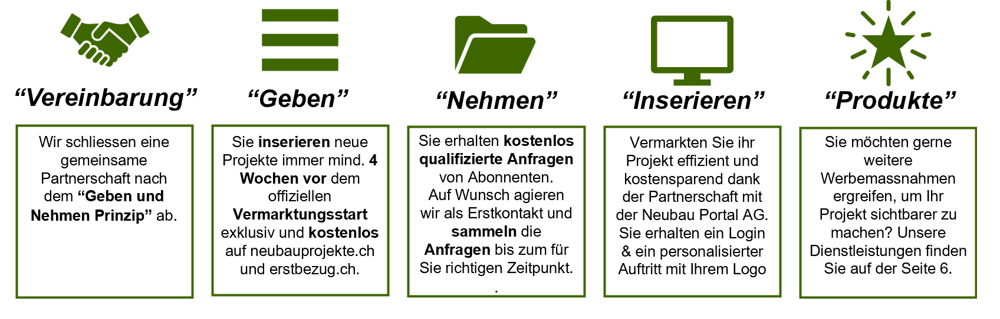 “Vereinbarung”
Wir schliessen eine
gemeinsame
Partnerschaft nach
dem “Geben und
Nehmen Prinzip” ab.
“Geben”
Sie inserieren neue
Projekte immer mind. 4
Wochen vor dem
offiziellen
Vermarktungsstart
exklusiv und kostenlos
auf neubauprojekte.ch
und erstbezug.ch.
“Nehmen”
Sie erhalten kostenlos
qualifizierte Anfragen
von Abonnenten.
Auf Wunsch agieren
wir als Erstkontakt und
sammeln die
Anfragen bis zum für
Sie richtigen Zeitpunkt.
.
“Inserieren”
Vermarkten Sie ihr
Projekt effizient und
kostensparend dank
der Partnerschaft mit
der Neubau Portal AG.
Sie erhalten ein Login
& ein personalisierter
Auftritt mit Ihrem Logo
“Produkte”
Sie möchten gerne
weitere
Werbemassnahmen
ergreifen, um Ihr
Projekt sichtbarer zu
machen? Unsere
Dienstleistungen finden
Sie auf der Seite 6.